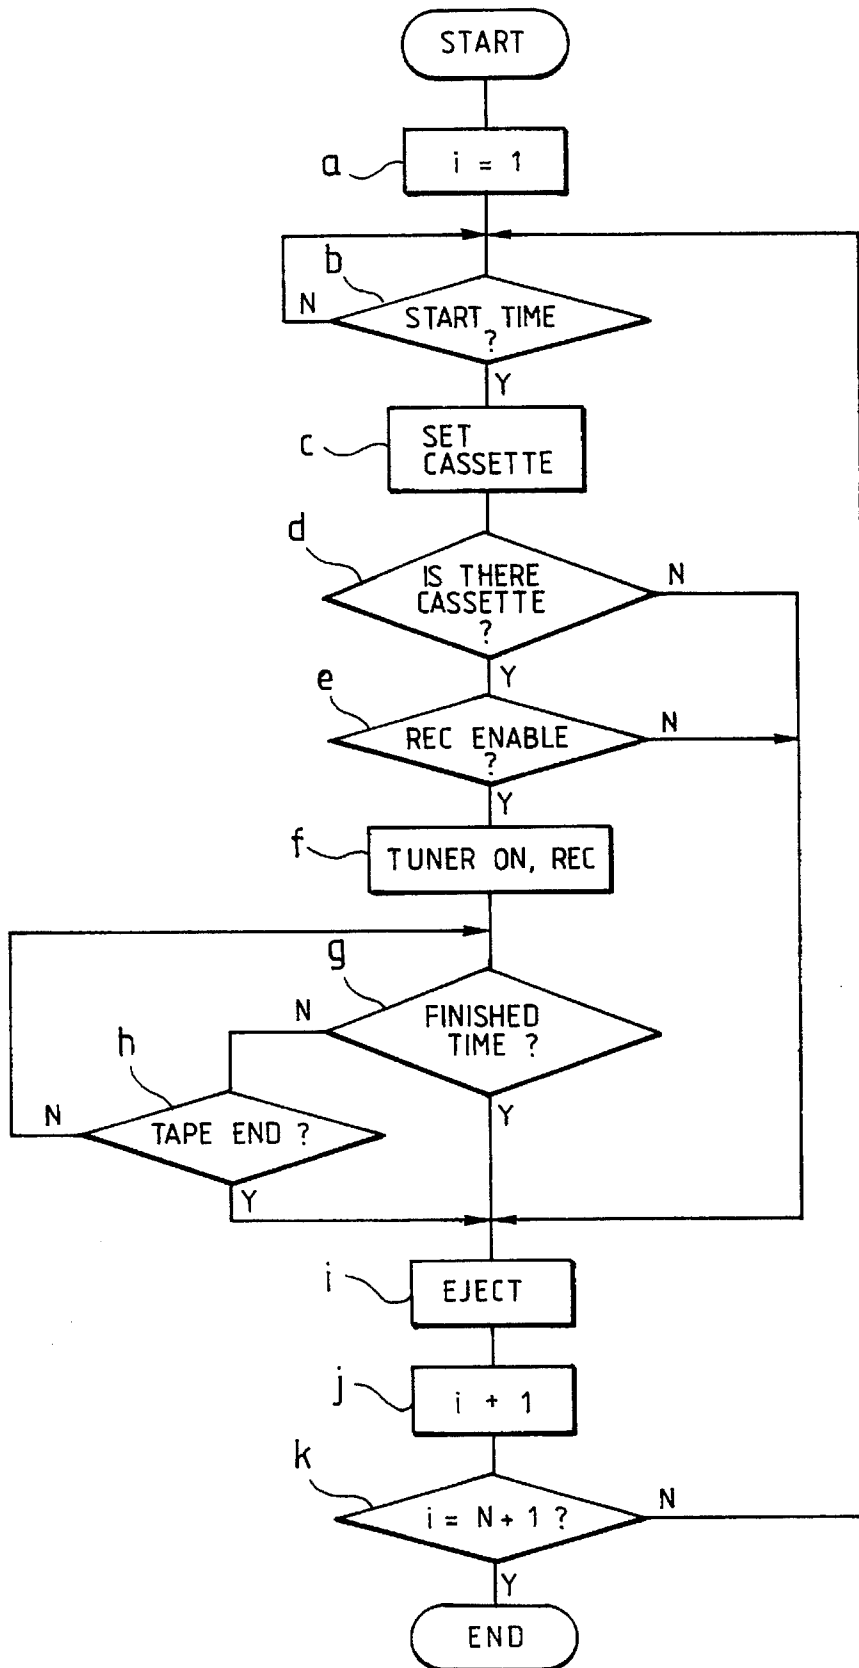 START
a
i = 1
b
N
START TIME
?
Y
c
SET
CASSETTE
d
IS THERE
CASSETTE
?
N
Y
e
REC ENABLE
?
N
Y
f
TUNER ON, REC
g
N
FINISHED
TIME ?
Y
h
N
TAPE END ?
Y
i
EJECT
j
i + 1
k
i = N + 1 ?
N
Y
END